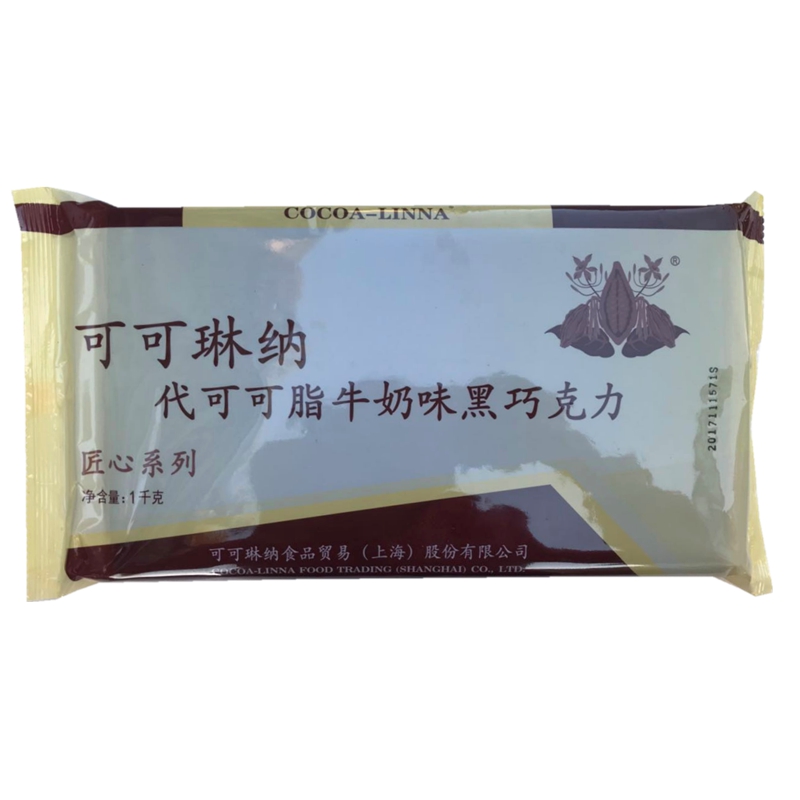 COCOA-LINNA®
®
可可琳纳
代可可脂牛奶味黑巧克力
匠心系列
净含量:1千克
2017111571S
可可琳纳食品贸易(上海)股份有限公司
COCOA-LINNA FOOD TRADING (SHANGHAI) CO., LTD.